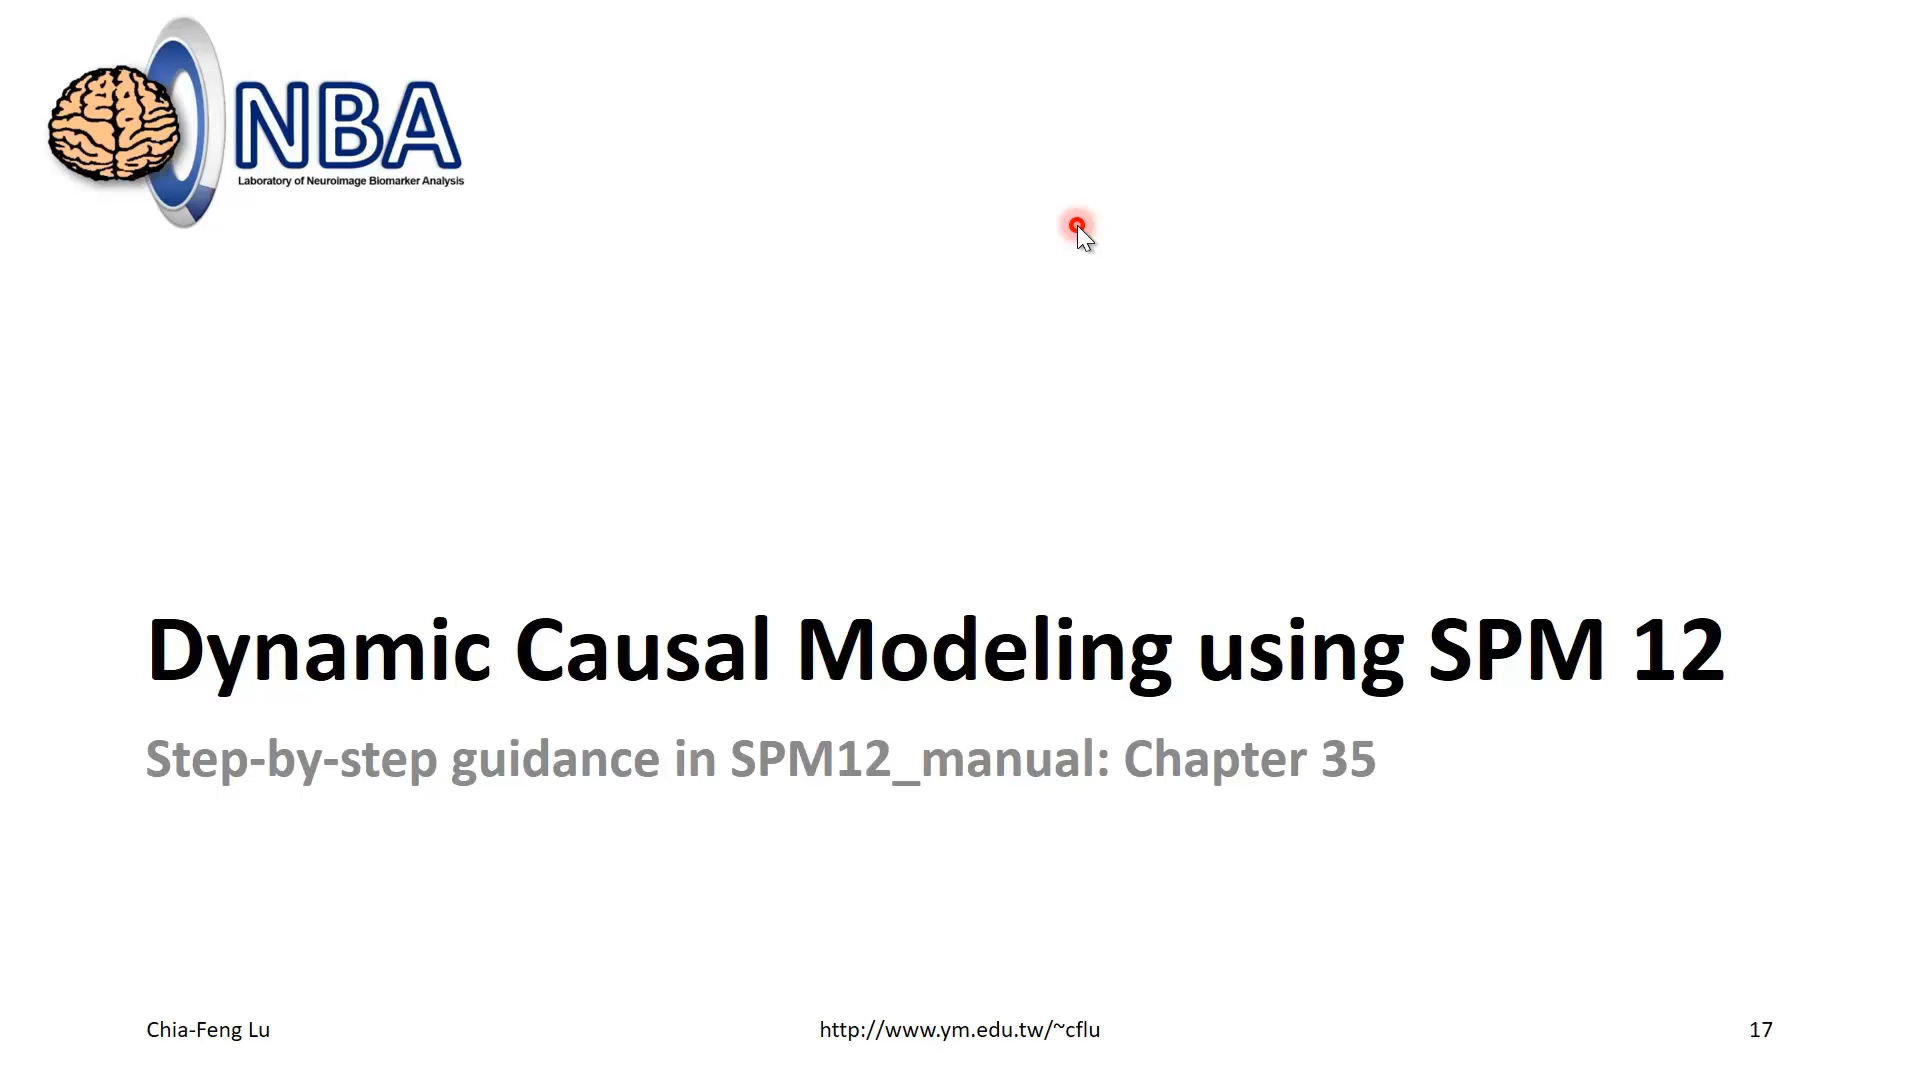 NBA
Laboratory of Neuroimage Biomarker Analysis
Dynamic Causal Modeling using SPM 12
Step-by-step guidance in SPM12_manual: Chapter 35
Chia-Feng Lu
http://www.ym.edu.tw/~cflu
17